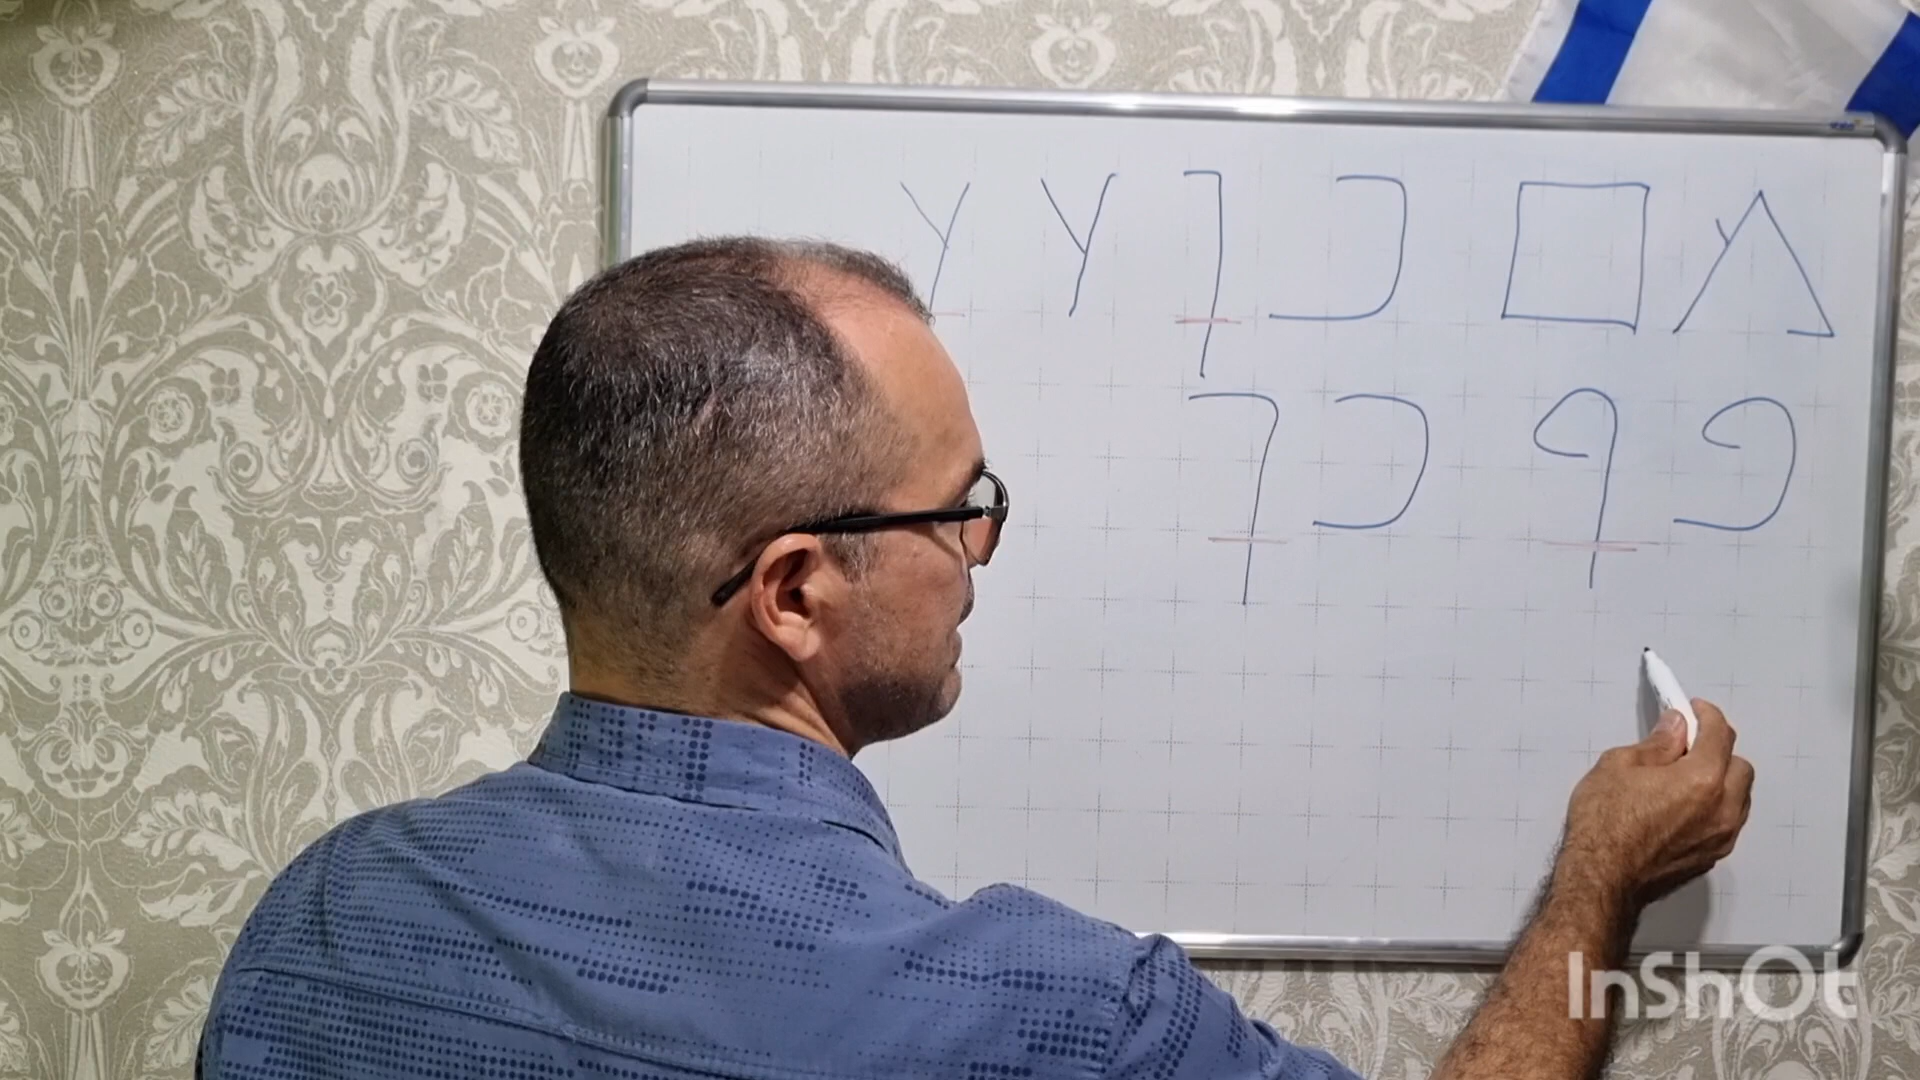 מ ם נ ן צ ץ
פ ף כ ך
InShOt